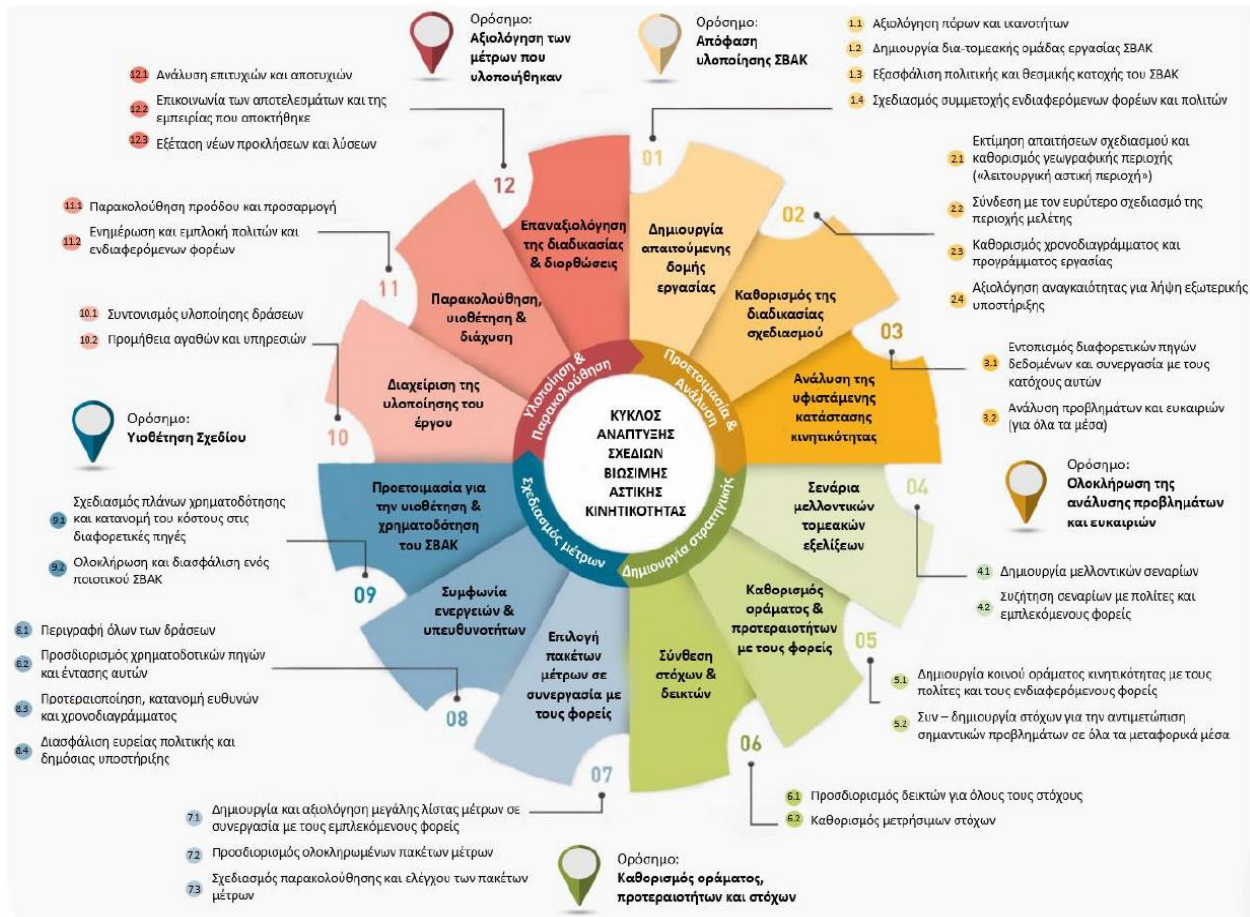 Ορόσημο:
Αξιολόγηση των
μέτρων που
υλοποιήθηκαν
Ορόσημο:
Απόφαση
υλοποίησης ΣΒΑΚ
1.1 Αξιολόγηση πόρων και ικανοτήτων
1.2 Δημιουργία δια-τομεακής ομάδας εργασίας ΣΒΑΚ
1.3 Εξασφάλιση πολιτικής και θεσμικής κατοχής του ΣΒΑΚ
1.4 Σχεδιασμός συμμετοχής ενδιαφερόμενων φορέων και πολιτών
12.1 Ανάλυση επιτυχιών και αποτυχιών
12.2 Επικοινωνία των αποτελεσμάτων και της
εμπειρίας που αποκτήθηκε
12.3 Εξέταση νέων προκλήσεων και λύσεων
2.1 Εκτίμηση απαιτήσεων σχεδιασμού και
καθορισμός γεωγραφικής περιοχής
(«λειτουργική αστική περιοχή»)
2.2 Σύνδεση με τον ευρύτερο σχεδιασμό της
περιοχής μελέτης
2.3 Καθορισμός χρονοδιαγράμματος και
προγράμματος εργασίας
2.4 Αξιολόγηση αναγκαιότητας για λήψη εξωτερικής
υποστήριξης
11.1 Παρακολούθηση προόδου και προσαρμογή
11.2 Ενημέρωση και εμπλοκή πολιτών και
ενδιαφερόμενων φορέων
10.1 Συντονισμός υλοποίησης δράσεων
10.2 Προμήθεια αγαθών και υπηρεσιών
3.1 Εντοπισμός διαφορετικών πηγών
δεδομένων και συνεργασία με τους
κατόχους αυτών
3.2 Ανάλυση προβλημάτων και ευκαιριών
(για όλα τα μέσα)
01
Δημιουργία
απαιτούμενης
δομής
εργασίας
02
Καθορισμός της
διαδικασίας
σχεδιασμού
03
Ανάλυση της
υφιστάμενης
κατάστασης
κινητικότητας
04
Σενάρια
μελλοντικών
τομεακών
εξελίξεων
05
Καθορισμός
οράματος &
προτεραιοτήτων
με τους φορείς
06
Σύνθεση
στόχων &
δεικτών
07
Επιλογή
πακέτων
μέτρων σε
συνεργασία με
τους φορείς
08
Συμφωνία
ενεργειών &
υπευθυνοτήτων
09
Προετοιμασία για
την υιοθέτηση &
χρηματοδότηση
του ΣΒΑΚ
10
Διαχείριση της
υλοποίησης του
έργου
11
Παρακολούθηση,
υιοθέτηση &
διάχυση
12
Επαναξιολόγηση
της διαδικασίας
& διορθώσεις
Υλοποίηση &
Παρακολούθηση
Προετοιμασία &
Ανάλυση
Δημιουργία στρατηγικής
Σχεδιασμός μέτρων
ΚΥΚΛΟΣ
ΑΝΑΠΤΥΞΗΣ
ΣΧΕΔΙΩΝ
ΒΙΩΣΙΜΗΣ
ΑΣΤΙΚΗΣ
ΚΙΝΗΤΙΚΟΤΗΤΑΣ
Ορόσημο:
Υιοθέτηση Σχεδίου
Ορόσημο:
Ολοκλήρωση της
ανάλυσης προβλημάτων
και ευκαιριών
9.1 Σχεδιασμός πλάνων χρηματοδότησης
και κατανομή του κόστους στις
διαφορετικές πηγές
9.2 Ολοκλήρωση και διασφάλιση ενός
ποιοτικού ΣΒΑΚ
4.1 Δημιουργία μελλοντικών σεναρίων
4.2 Συζήτηση σεναρίων με πολίτες και
εμπλεκόμενους φορείς
8.1 Περιγραφή όλων των δράσεων
8.2 Προσδιορισμός χρηματοδοτικών πηγών
και έντασης αυτών
8.3 Προτεραιοποίηση, κατανομή ευθυνών
και χρονοδιαγράμματος
8.4 Διασφάλιση ευρείας πολιτικής και
δημόσιας υποστήριξης
5.1 Δημιουργία κοινού οράματος κινητικότητας με τους
πολίτες και τους ενδιαφερόμενους φορείς
5.2 Συν – δημιουργία στόχων για την αντιμετώπιση
σημαντικών προβλημάτων σε όλα τα μεταφορικά μέσα
6.1 Προσδιορισμός δεικτών για όλους τους στόχους
6.2 Καθορισμός μετρήσιμων στόχων
7.1 Δημιουργία και αξιολόγηση μεγάλης λίστας μέτρων σε
συνεργασία με τους εμπλεκόμενους φορείς
7.2 Προσδιορισμός ολοκληρωμένων πακέτων μέτρων
7.3 Σχεδιασμός παρακολούθησης και ελέγχου των πακέτων
μέτρων
Ορόσημο:
Καθορισμός οράματος,
προτεραιοτήτων και στόχων